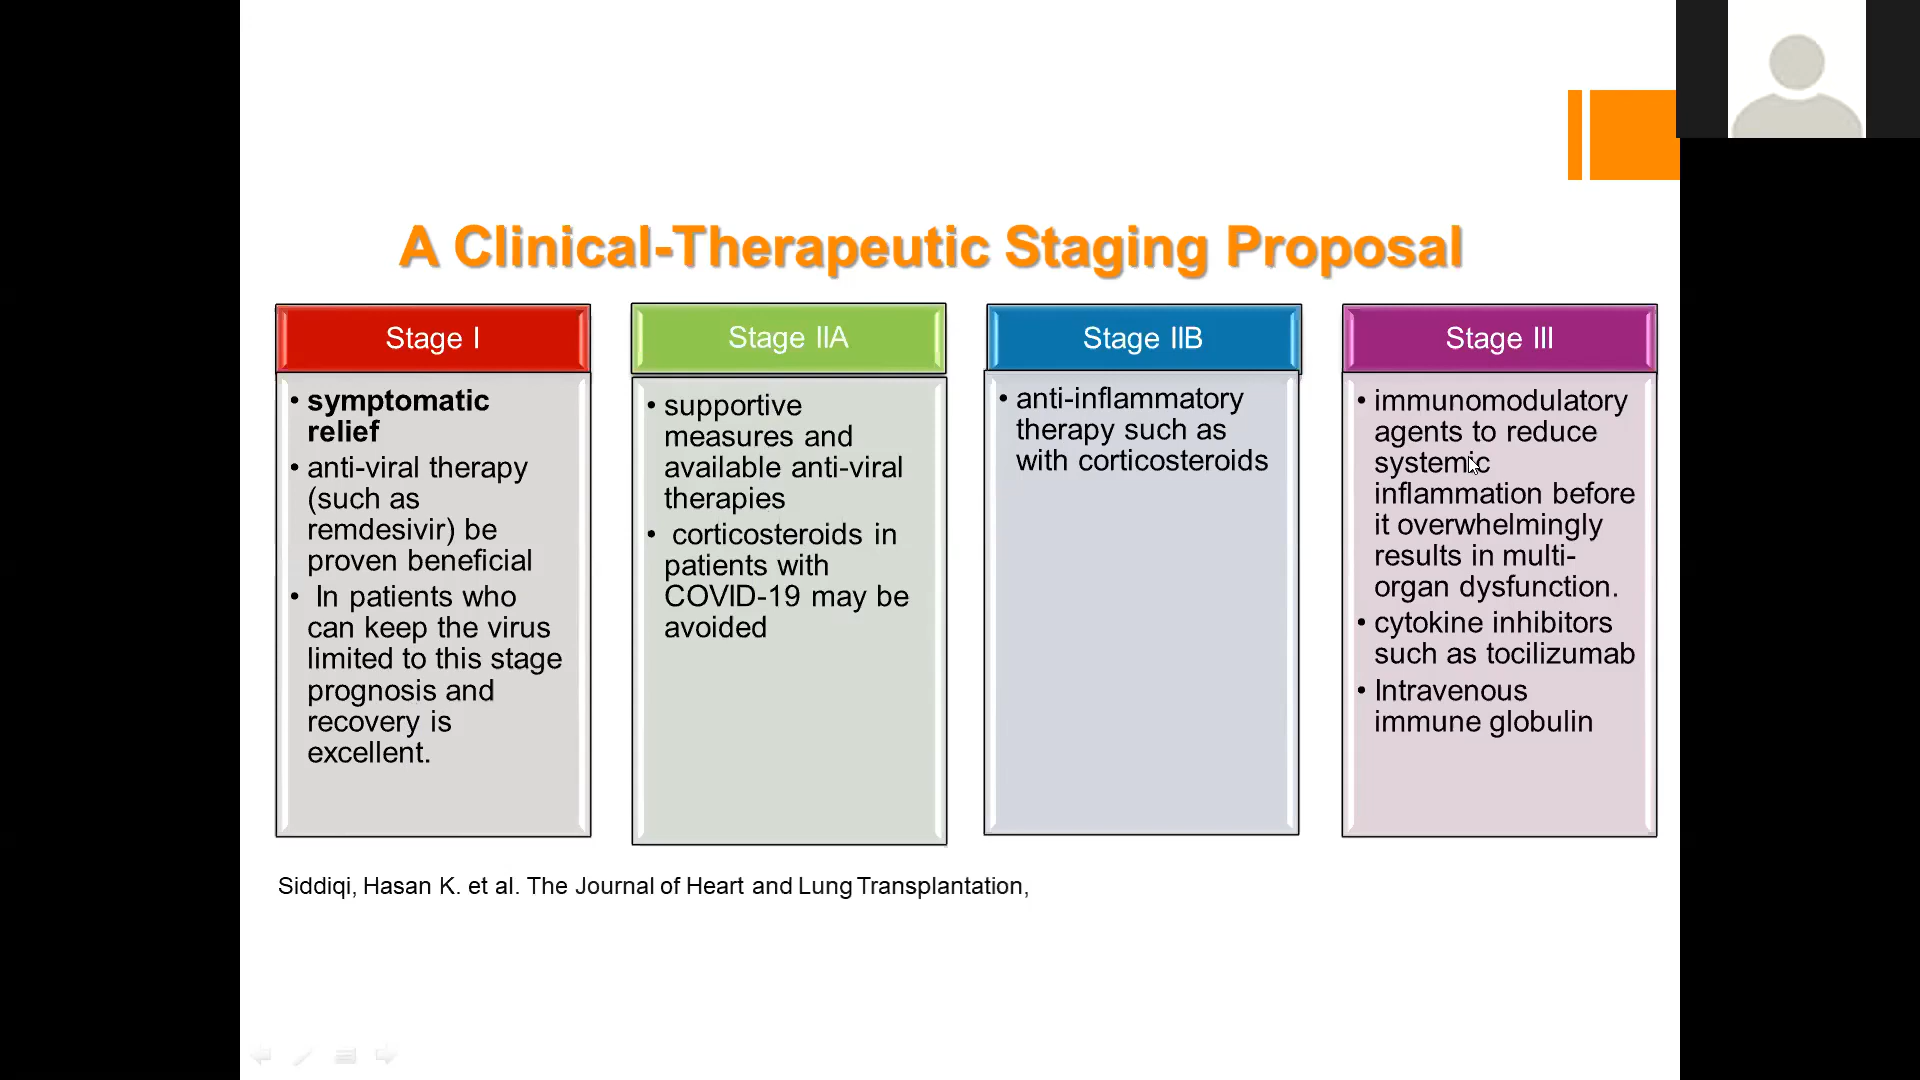 A Clinical-Therapeutic Staging Proposal
Stage I
• symptomatic
relief
• anti-viral therapy
(such as
remdesivir) be
proven beneficial
• In patients who
can keep the virus
limited to this stage
prognosis and
recovery is
excellent.
Stage IIA
• supportive
measures and
available anti-viral
therapies
• corticosteroids in
patients with
COVID-19 may be
avoided
Stage IIB
• anti-inflammatory
therapy such as
with corticosteroids
Stage III
• immunomodulatory
agents to reduce
systemic
inflammation before
it overwhelmingly
results in multi-
organ dysfunction.
• cytokine inhibitors
such as tocilizumab
• Intravenous
immune globulin
Siddiqi, Hasan K. et al. The Journal of Heart and Lung Transplantation,